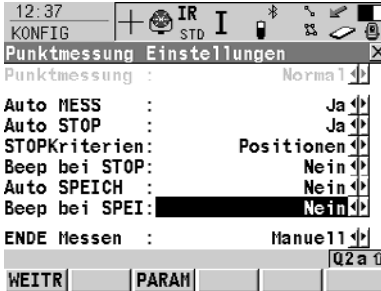 12:37
KONFIG
IR
STD
I
Punktmessung Einstellungen
Punktmessung : Normal
Auto MESS : Ja
Auto STOP : Ja
STOPKriterien: Positionen
Beep bei STOP: Nein
Auto SPEICH : Nein
Beep bei SPEI: Nein
ENDE Messen : Manuell
Q2a
WEITR PARAM